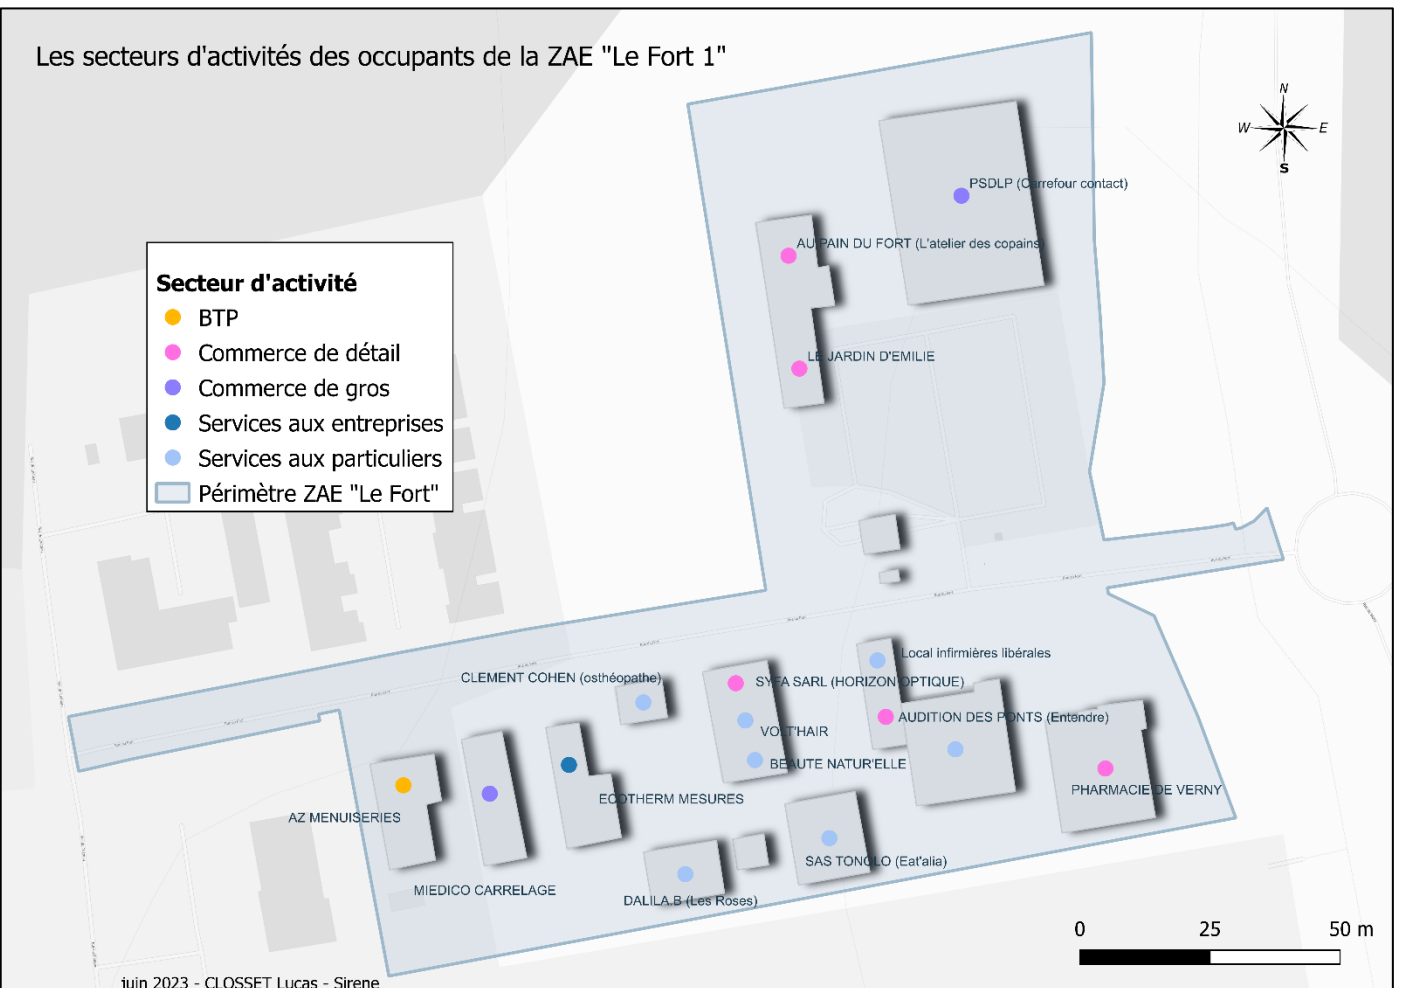 Les secteurs d'activités des occupants de la ZAE "Le Fort 1"
N
W
E
S
PSDLP (Carrefour contact)
AU PAIN DU FORT (L'atelier des copains)
LE JARDIN D'EMILIE
Secteur d'activité
BTP
Commerce de détail
Commerce de gros
Services aux entreprises
Services aux particuliers
Périmètre ZAE "Le Fort"
Local infirmières libérales
CLEMENT COHEN (osthéopathe)
SYFA SARL (HORIZON OPTIQUE)
AUDITION DES PONTS (Entendre)
VOLT'HAIR
BEAUTE NATUR'ELLE
ECOTHERM MESURES
PHARMACIE DE VERNY
AZ MENUISERIES
SAS TONOLO (Eat'alia)
MIEDICO CARRELAGE
DALILA.B (Les Roses)
0 25 50 m
juin 2023 - CLOSSET Lucas - Sirene